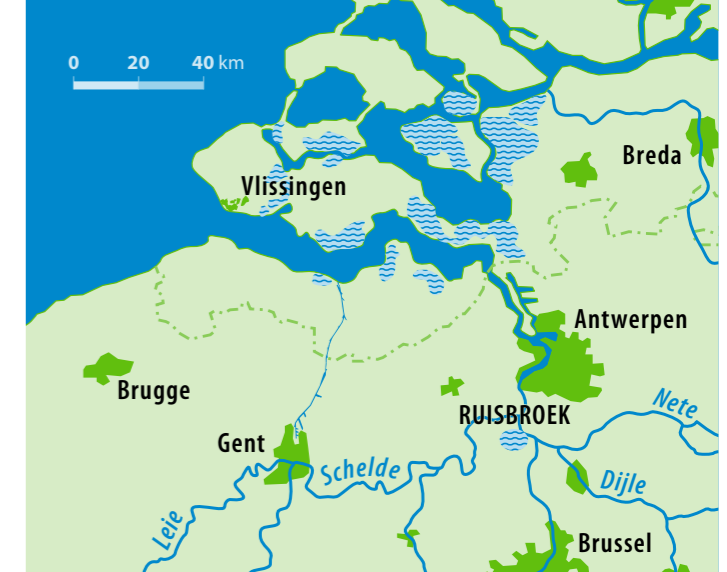 0 20 40 km
Breda
Vlissingen
Antwerpen
Brugge
RUISBROEK
Nete
Gent
Schelde
Dijle
Leie
Brussel